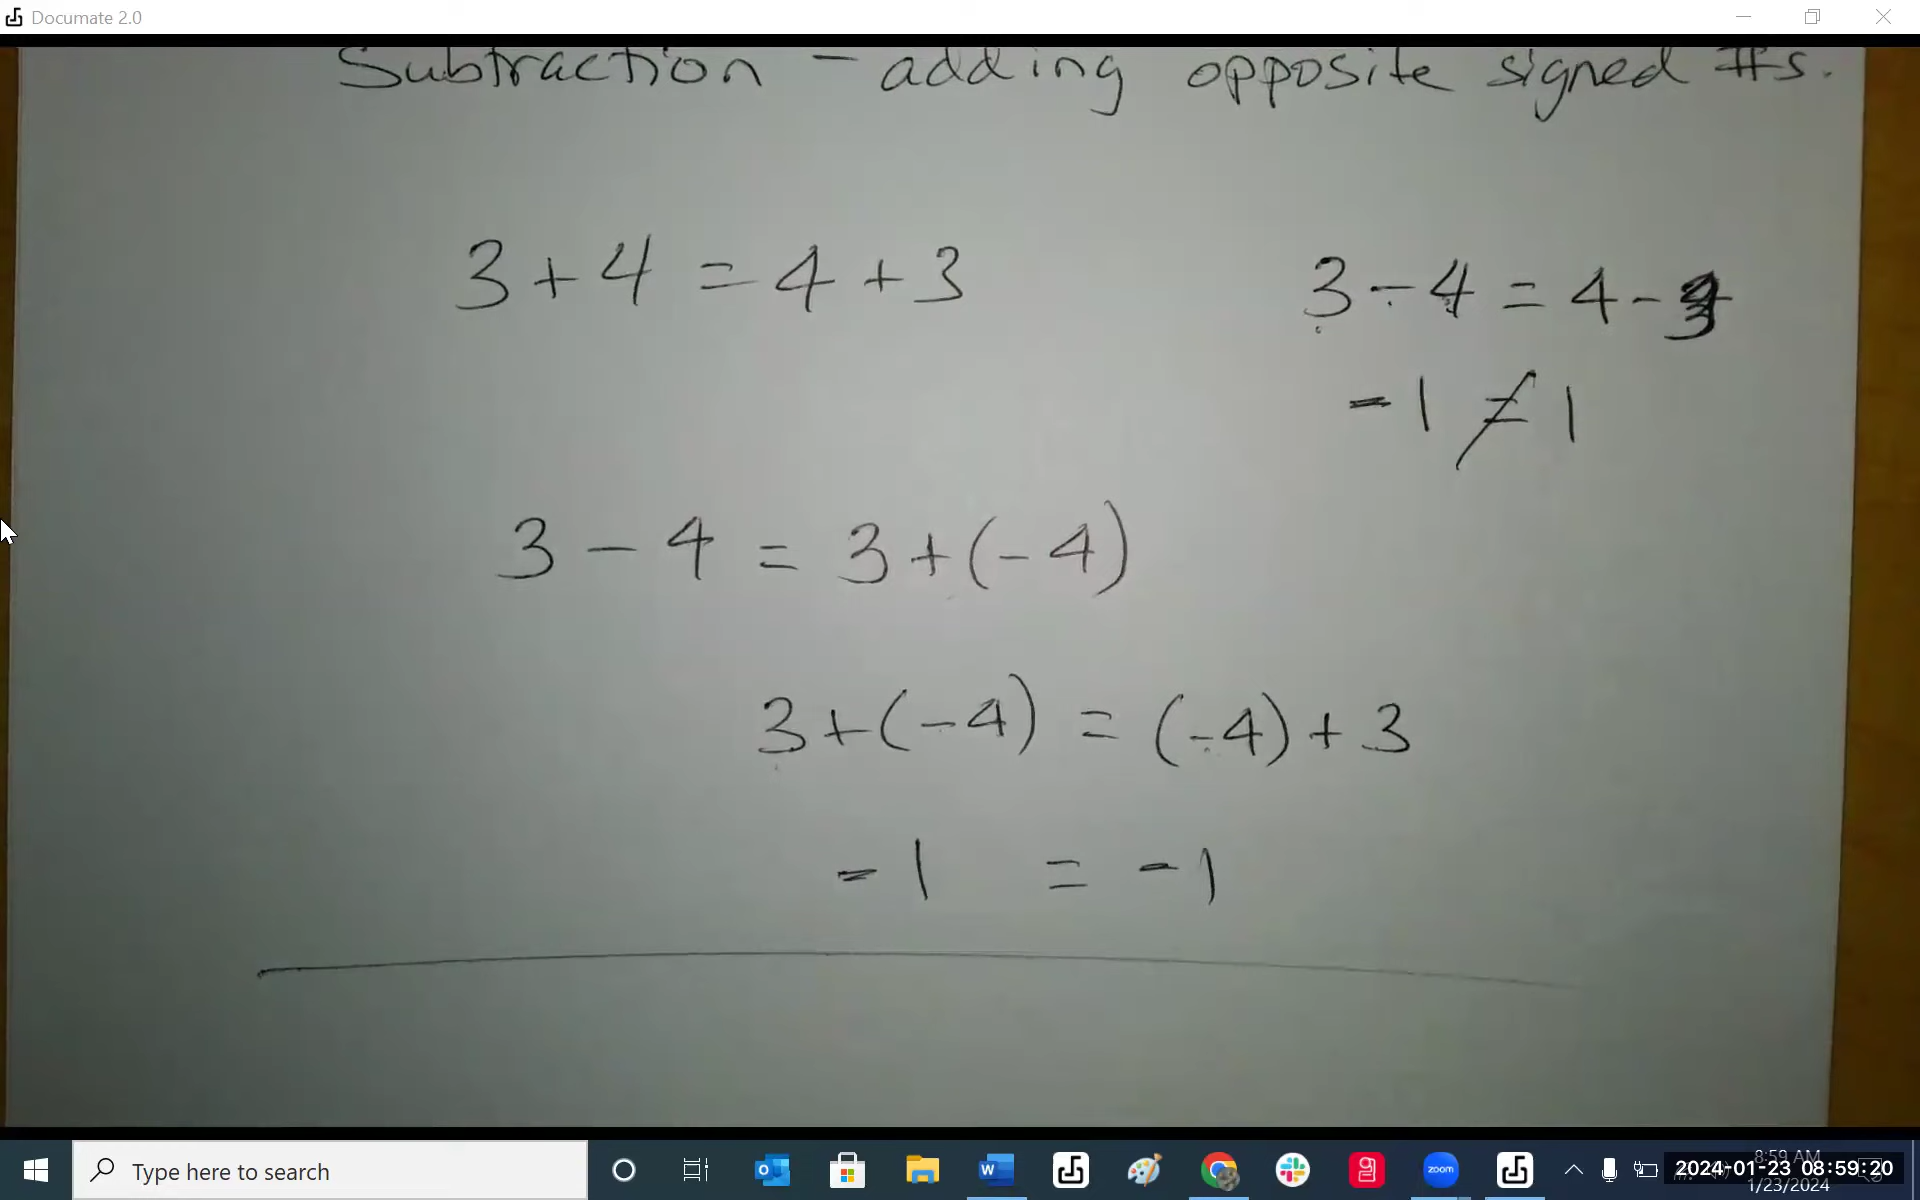 Documate 2.0
Subtraction - adding opposite signed #s.
3 + 4 = 4 + 3
3 - 4 = 4 - 3
-1 ≠ 1
3 - 4 = 3 + (-4)
3 + (-4) = (-4) + 3
-1 = -1
Type here to search
zoom
8:59 AM
2024-01-23 08:59:20
1/23/2024